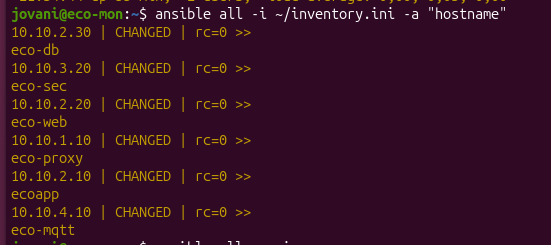 jovani@eco-mon:~$ ansible all -i ~/inventory.ini -a "hostname"
10.10.2.30 | CHANGED | rc=0 >>
eco-db
10.10.3.20 | CHANGED | rc=0 >>
eco-sec
10.10.2.20 | CHANGED | rc=0 >>
eco-web
10.10.1.10 | CHANGED | rc=0 >>
eco-proxy
10.10.2.10 | CHANGED | rc=0 >>
ecoapp
10.10.4.10 | CHANGED | rc=0 >>
eco-mqtt